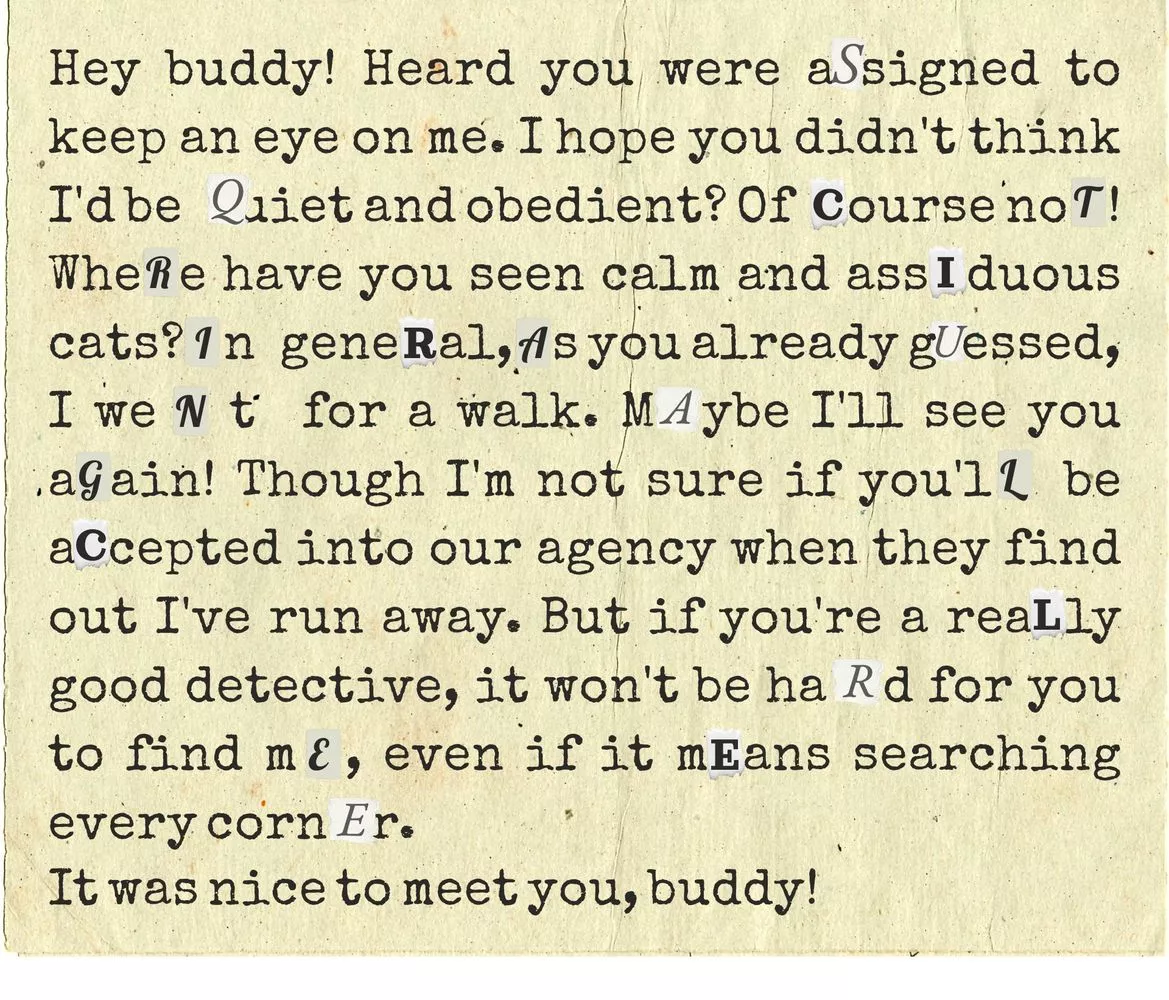 Hey buddy! Heard you were aSsigned to
keep an eye on me. I hope you didn't think
I'd be Quiet and obedient? Of Course noT!
WheRe have you seen calm and assIduous
cats? In geneRal, As you already gUessed,
I we N t for a walk. MAybe I'll see you
aGain! Though I'm not sure if you'lL be
aCcepted into our agency when they find
out I've run away. But if you're a reaLly
good detective, it won't be haRd for you
to find mE, even if it mEans searching
every cornEr.
It was nice to meet you, buddy!